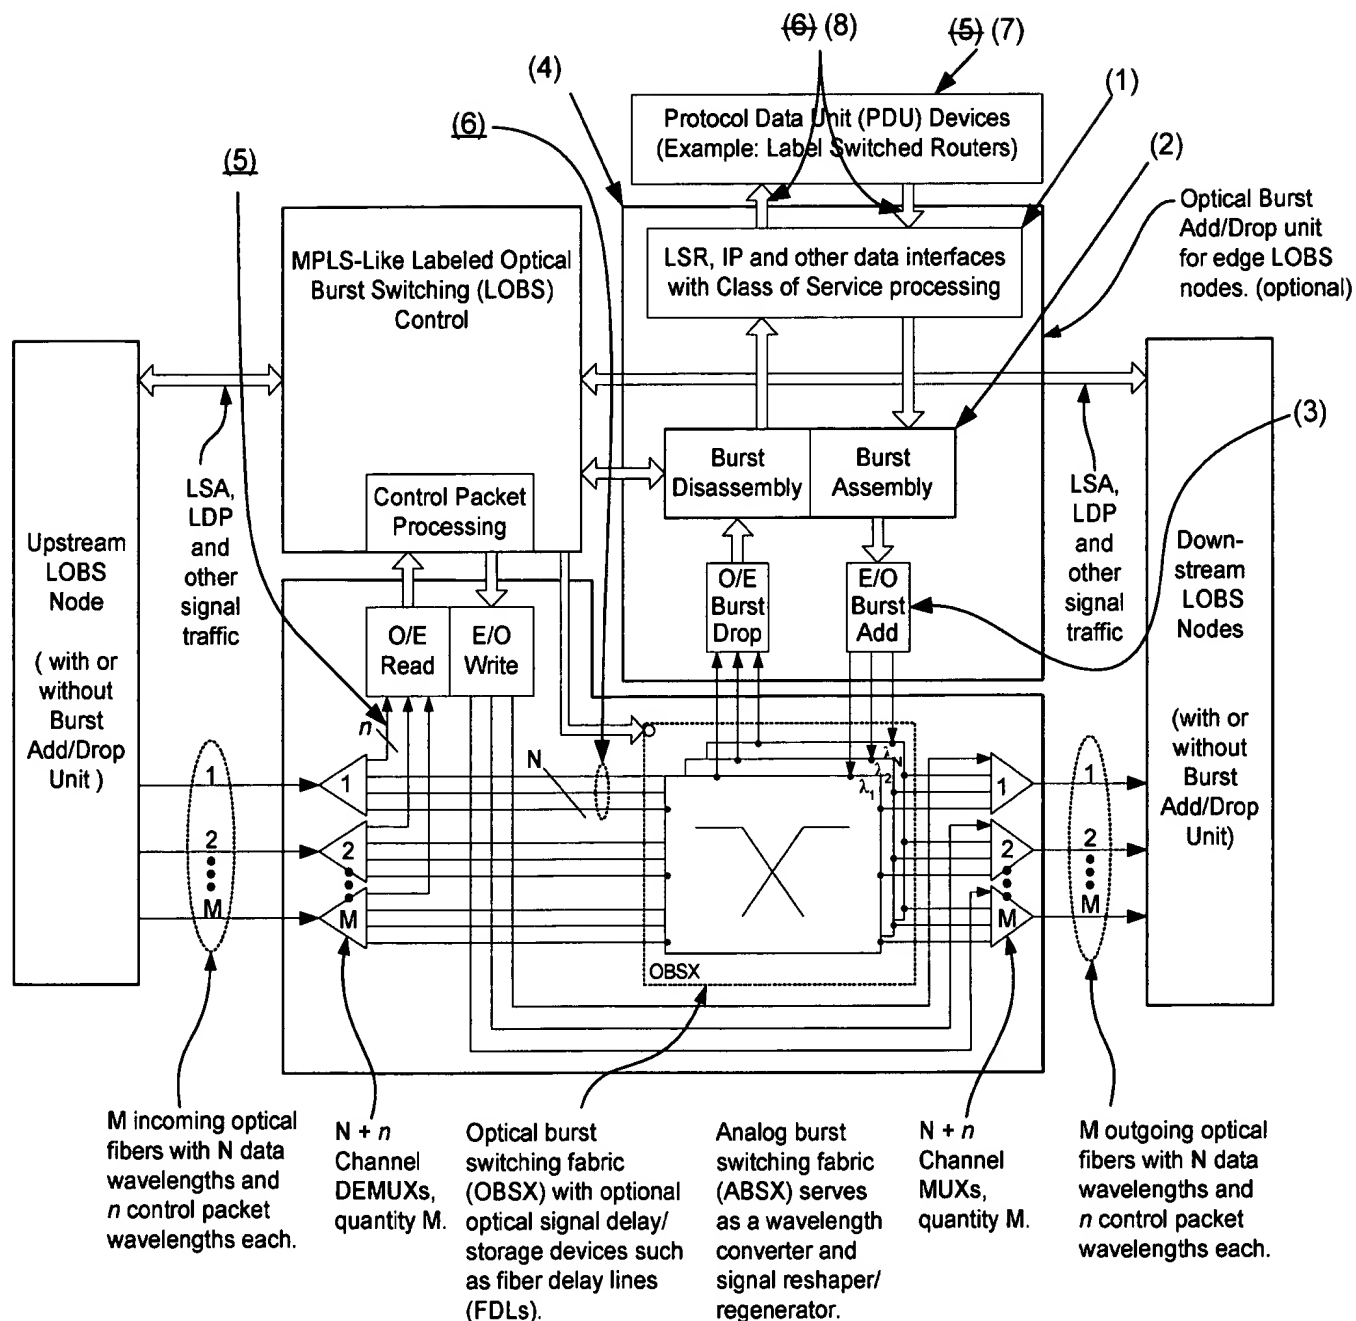 (6) (8)
(5) (7)
(4)
(1)
(6)
(2)
(5)
Protocol Data Unit (PDU) Devices
(Example: Label Switched Routers)
Optical Burst
Add/Drop unit
for edge LOBS
nodes. (optional)
MPLS-Like Labeled Optical
Burst Switching (LOBS)
Control
LSR, IP and other data interfaces
with Class of Service processing
(3)
Burst
Disassembly
Burst
Assembly
Control Packet
Processing
LSA,
LDP
and
other
signal
traffic
LSA,
LDP
and
other
signal
traffic
Upstream
LOBS
Node
( with or
without
Burst
Add/Drop
Unit )
Down-
stream
LOBS
Nodes
(with or
without
Burst
Add/Drop
Unit)
O/E
Burst
Drop
E/O
Burst
Add
O/E
Read
E/O
Write
n
N
λN
λ2
λ1
1
2
M
1
2
M
1
2
M
1
2
M
OBSX
M incoming optical
fibers with N data
wavelengths and
n control packet
wavelengths each.
N + n
Channel
DEMUXs,
quantity M.
Optical burst
switching fabric
(OBSX) with optional
optical signal delay/
storage devices such
as fiber delay lines
(FDLs).
Analog burst
switching fabric
(ABSX) serves
as a wavelength
converter and
signal reshaper/
regenerator.
N + n
Channel
MUXs,
quantity M.
M outgoing optical
fibers with N data
wavelengths and
n control packet
wavelengths each.